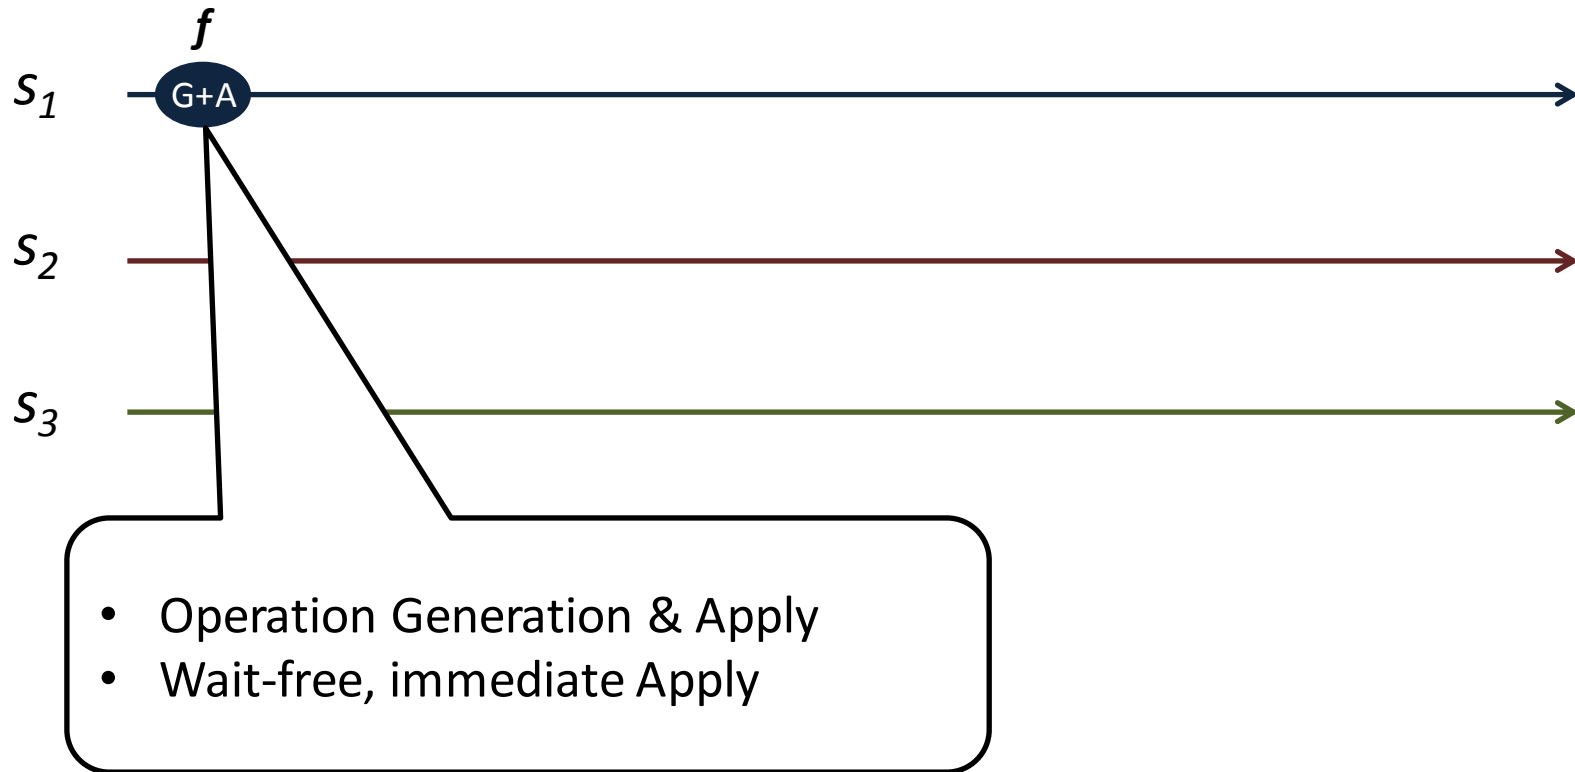 f
S1
G+A
S2
S3
• Operation Generation & Apply
• Wait-free, immediate Apply